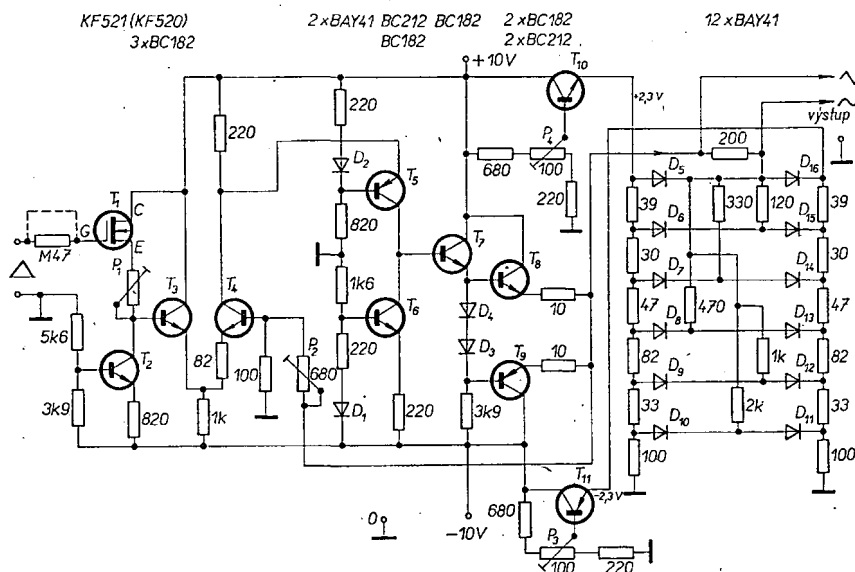 KF521(KF520)
3xBC182
2xBAY41 BC212 BC182
BC182
2xBC182
2xBC212
12xBAY41
+10V
T10
+2,3V
výstup
220
220
D2
680
P4
100
200
D5
D16
T1
C
G
E
M47
T5
820
220
39
330
120
39
D6
D15
P1
T3
T4
T7
T8
30
30
1k6
D7
D14
5k6
T6
D4
10
47
470
47
T2
82
100
P2
680
220
D3
T9
10
D8
D13
82
1k
82
D9
D12
3k9
820
1k
D1
220
3k9
33
2k
33
D10
D11
100
100
T11
-2,3V
680
0
-10V
P3
100
220